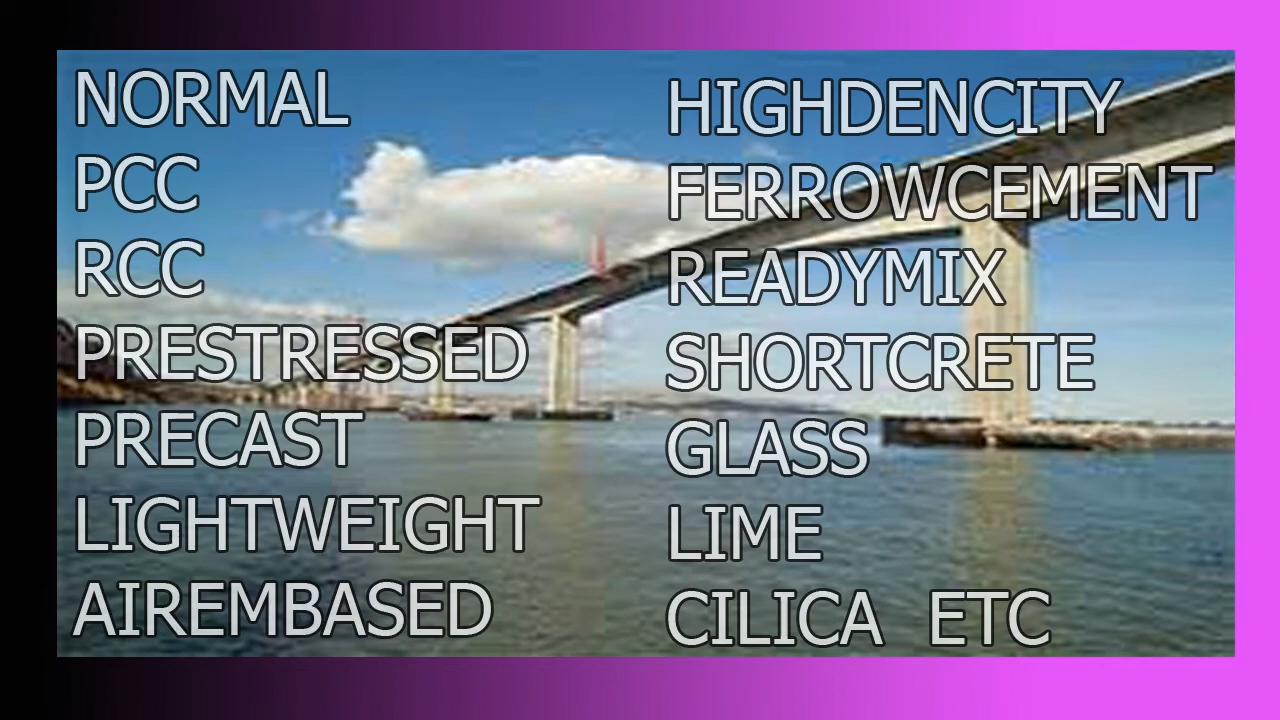 NORMAL
PCC
RCC
PRESTRESSED
PRECAST
LIGHTWEIGHT
AIREMBASED
HIGHDENCITY
FERROWCEMENT
READYMIX
SHORTCRETE
GLASS
LIME
CILICA ETC